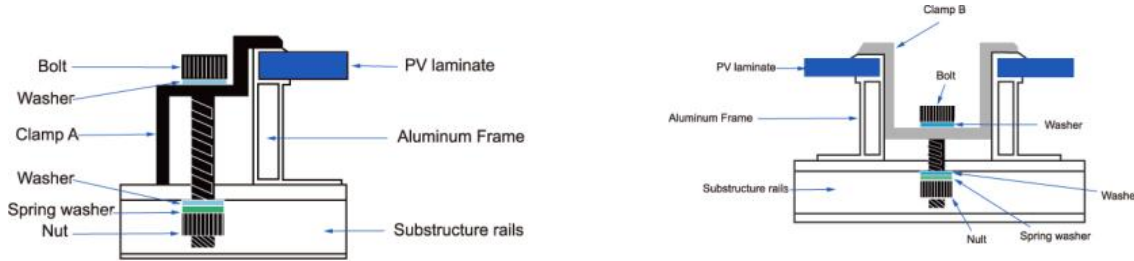 Bolt
Washer
Clamp A
Washer
Spring washer
Nut
PV laminate
Aluminum Frame
Substructure rails
Clamp B
PV laminate
Bolt
Aluminum Frame
Washer
Substructure rails
Washe
Spring washer
Nult